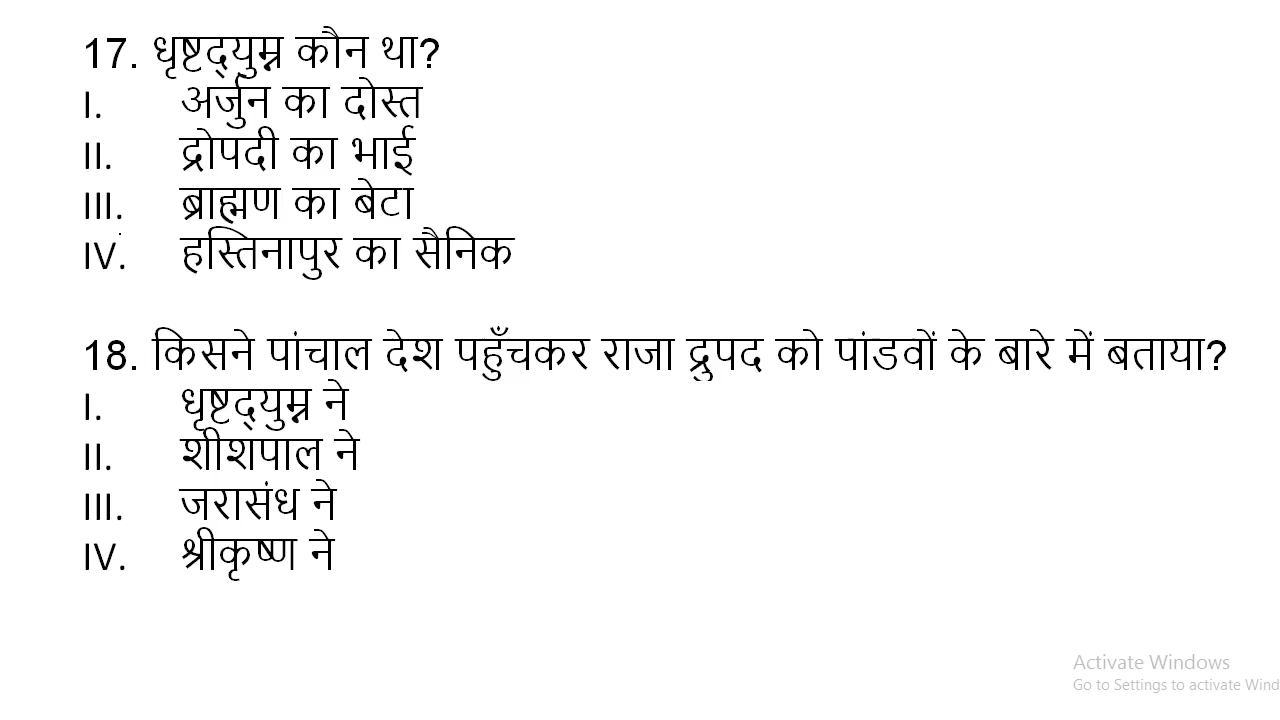 17. धृष्टद्युम्न कौन था?
I. अर्जुन का दोस्त
II. द्रोपदी का भाई
III. ब्राह्मण का बेटा
IV. हस्तिनापुर का सैनिक
18. किसने पांचाल देश पहुँचकर राजा द्रुपद को पांडवों के बारे में बताया?
I. धृष्टद्युम्न ने
II. शीशपाल ने
III. जरासंध ने
IV. श्रीकृष्ण ने
Activate Windows
Go to Settings to activate Wind